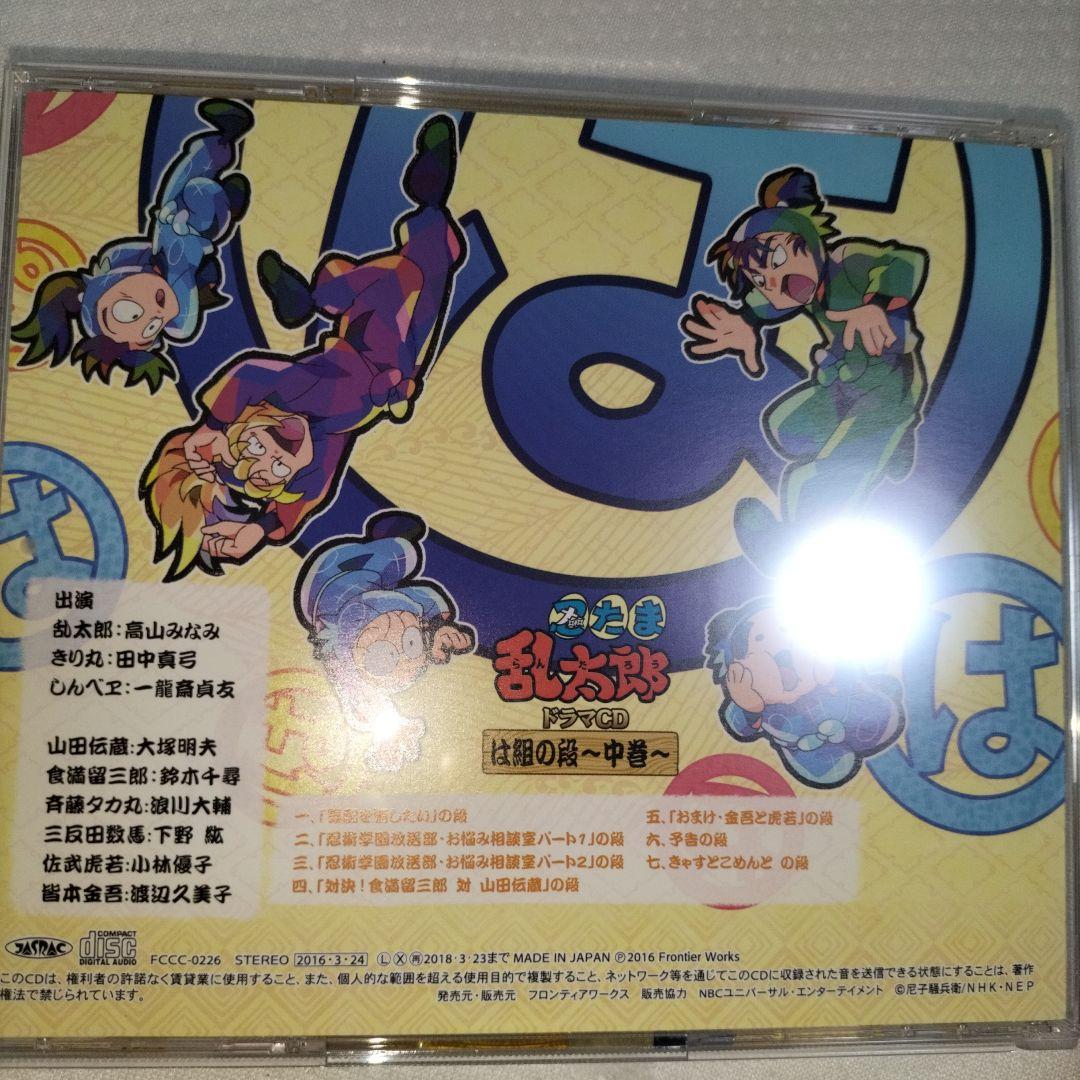 は
は
は
出演
乱太郎：高山みなみ
きり丸：田中真弓
しんべヱ：一龍斎貞友
山田伝蔵：大塚明夫
食満留三郎：鈴木千尋
斉藤タカ丸：浪川大輔
三反田数馬：下野 紘
佐武虎若：小林優子
皆本金吾：渡辺久美子
忍たま
乱太郎
らんたろう
ドラマCD
は組の段～中巻～
一、「 したい」の段
二、「忍術学園放送部・お悩み相談室パート1」の段
三、「忍術学園放送部・お悩み相談室パート2」の段
四、「対決！食満留三郎 対 山田伝蔵」の段
五、「おまけ・金吾と虎若」の段
六、予告の段
七、きゃすとこめんと の段
JASRAC
COMPACT
disc
DIGITAL AUDIO
FCCC-0226 STEREO 2016・3・24 Ⓛ Ⓧ 再 2018・3・23まで MADE IN JAPAN ℗2016 Frontier Works
このCDは、権利者の許諾なく賃貸業に使用すること、また、個人的な範囲を超える使用目的で複製すること、ネットワーク等を通じてこのCDに収録された音を送信できる状態にすることは、著作
権法で禁じられています。
発売元・販売元 フロンティアワークス 販売協力 NBCユニバーサル・エンターテイメント ©尼子騒兵衛/NHK・NEP